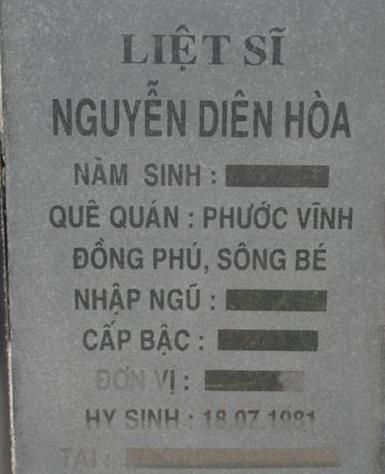 LIỆT SĨ
NGUYỄN DIÊN HÒA
NĂM SINH :
QUÊ QUÁN : PHƯỚC VĨNH
ĐỒNG PHÚ, SÔNG BÉ
NHẬP NGŨ :
CẤP BẬC :
ĐƠN VỊ :
HY SINH : 18.07.1981
TẠI :